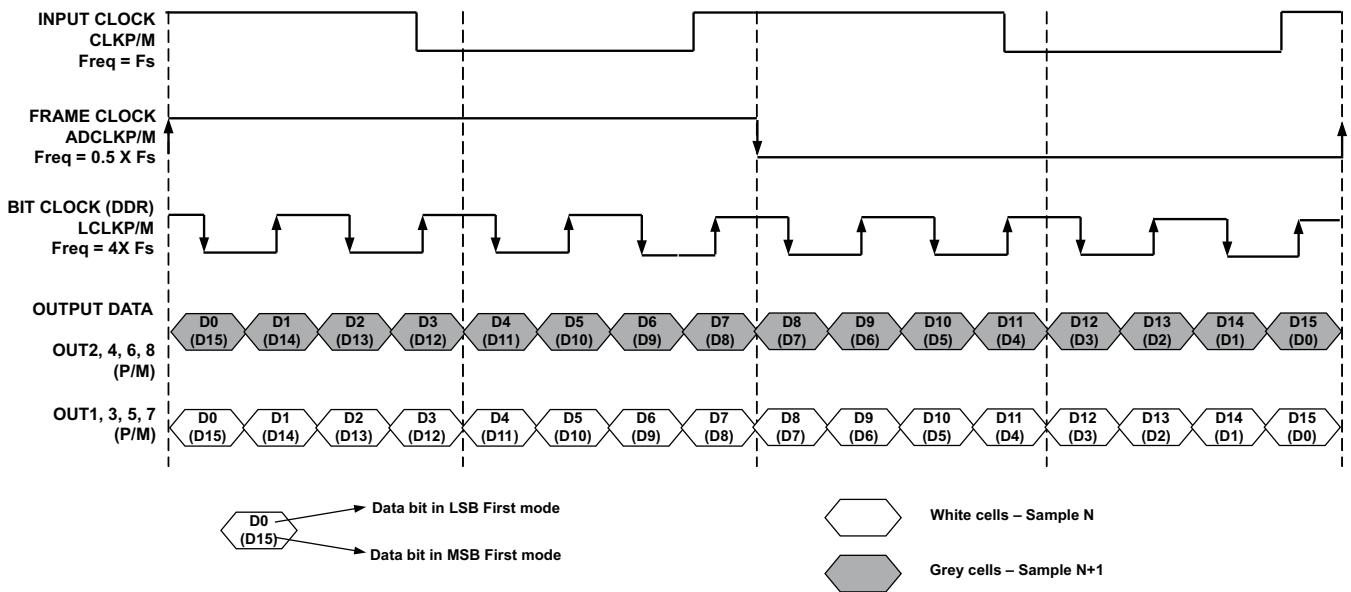 INPUT CLOCK
CLKP/M
Freq = Fs
FRAME CLOCK
ADCLKP/M
Freq = 0.5 X Fs
BIT CLOCK (DDR)
LCLKP/M
Freq = 4X Fs
OUTPUT DATA
OUT2, 4, 6, 8
(P/M)
D0 D1 D2 D3 D4 D5 D6 D7 D8 D9 D10 D11 D12 D13 D14 D15
(D15) (D14) (D13) (D12) (D11) (D10) (D9) (D8) (D7) (D6) (D5) (D4) (D3) (D2) (D1) (D0)
OUT1, 3, 5, 7
(P/M)
D0 D1 D2 D3 D4 D5 D6 D7 D8 D9 D10 D11 D12 D13 D14 D15
(D15) (D14) (D13) (D12) (D11) (D10) (D9) (D8) (D7) (D6) (D5) (D4) (D3) (D2) (D1) (D0)
D0
(D15)
Data bit in LSB First mode
Data bit in MSB First mode
White cells – Sample N
Grey cells – Sample N+1